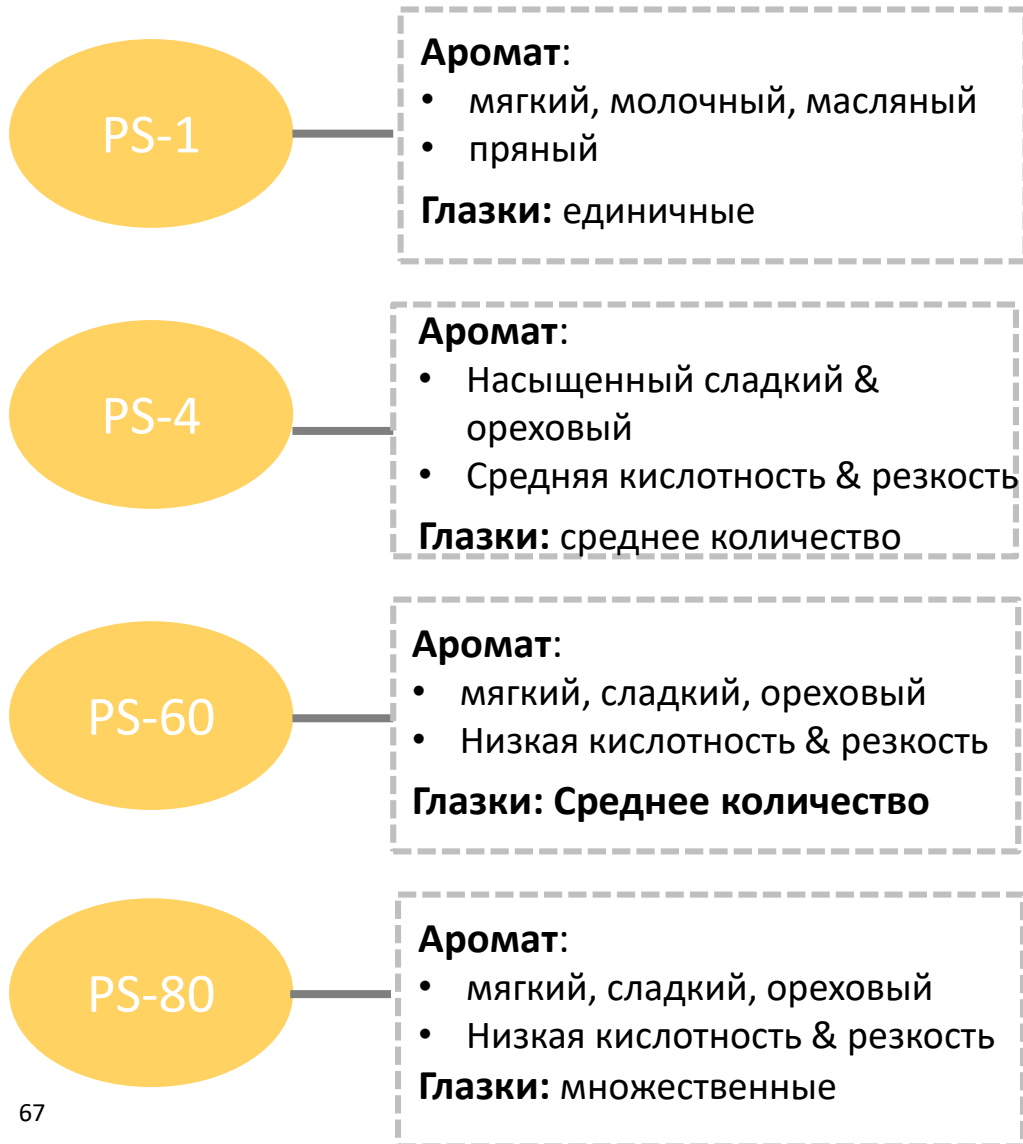 PS-1
Аромат:
• мягкий, молочный, масляный
• пряный
Глазки: единичные
PS-4
Аромат:
• Насыщенный сладкий &
ореховый
• Средняя кислотность & резкость
Глазки: среднее количество
PS-60
Аромат:
• мягкий, сладкий, ореховый
• Низкая кислотность & резкость
Глазки: Среднее количество
PS-80
Аромат:
• мягкий, сладкий, ореховый
• Низкая кислотность & резкость
Глазки: множественные
67